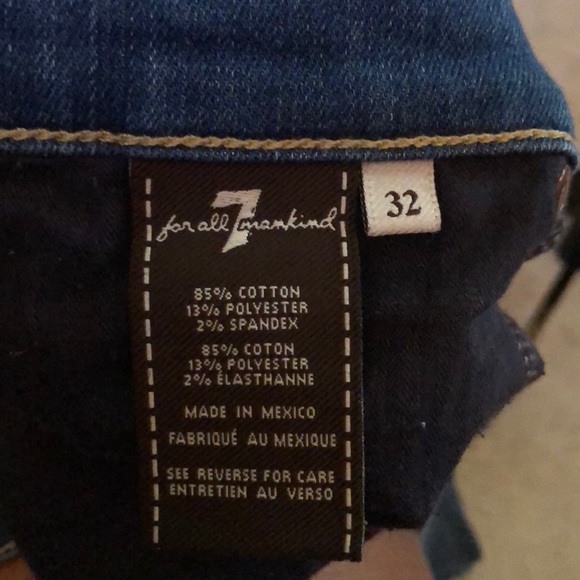 7
for all mankind
32
85% COTTON
13% POLYESTER
2% SPANDEX
85% COTON
13% POLYESTER
2% ÉLASTHANNE
MADE IN MEXICO
FABRIQUÉ AU MEXIQUE
SEE REVERSE FOR CARE
ENTRETIEN AU VERSO